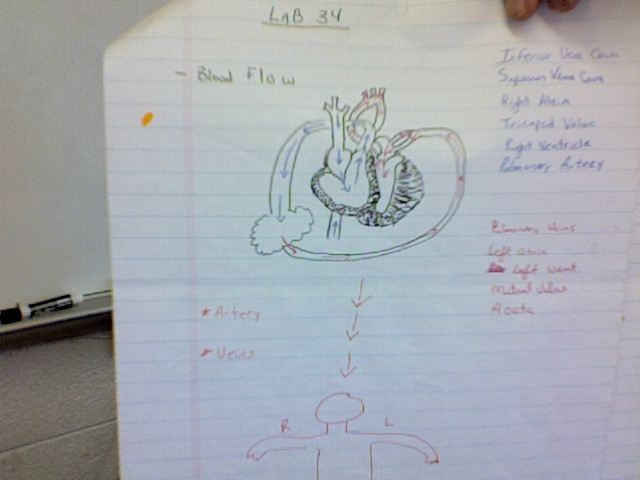 LAB 34
- Blood Flow
Inferior Vena Cava
Superior Vena Cava
Right Atria
Tricuspid Valve
Right Ventricle
Pulmonary Artery
Pulmonary Veins
Left atria
Left vent.
Mitral Valve
Aorta
* Artery
* Veins
R L